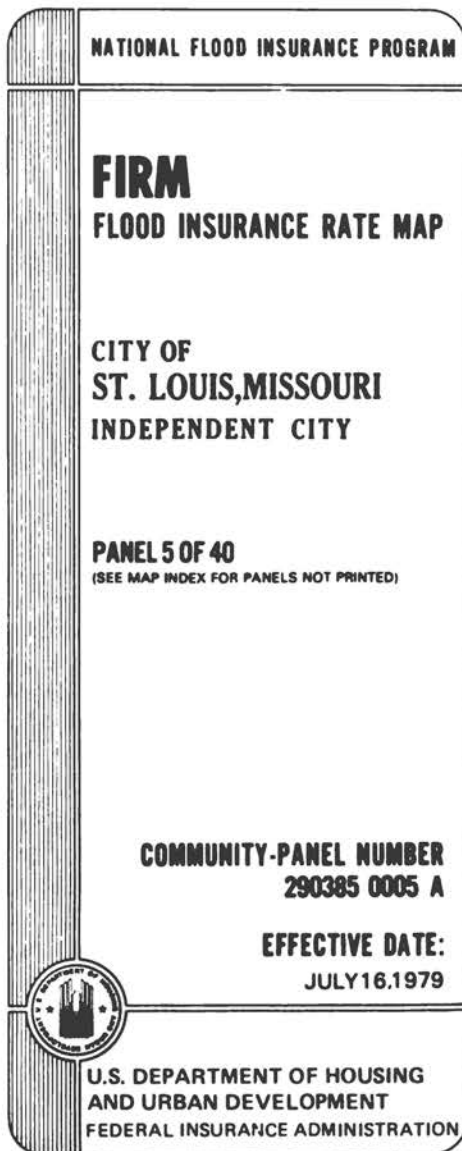 NATIONAL FLOOD INSURANCE PROGRAM
FIRM
FLOOD INSURANCE RATE MAP
CITY OF
ST. LOUIS,MISSOURI
INDEPENDENT CITY
PANEL 5 OF 40
(SEE MAP INDEX FOR PANELS NOT PRINTED)
COMMUNITY-PANEL NUMBER
290385 0005 A
EFFECTIVE DATE:
JULY16.1979
U.S. DEPARTMENT OF HOUSING
AND URBAN DEVELOPMENT
FEDERAL INSURANCE ADMINISTRATION